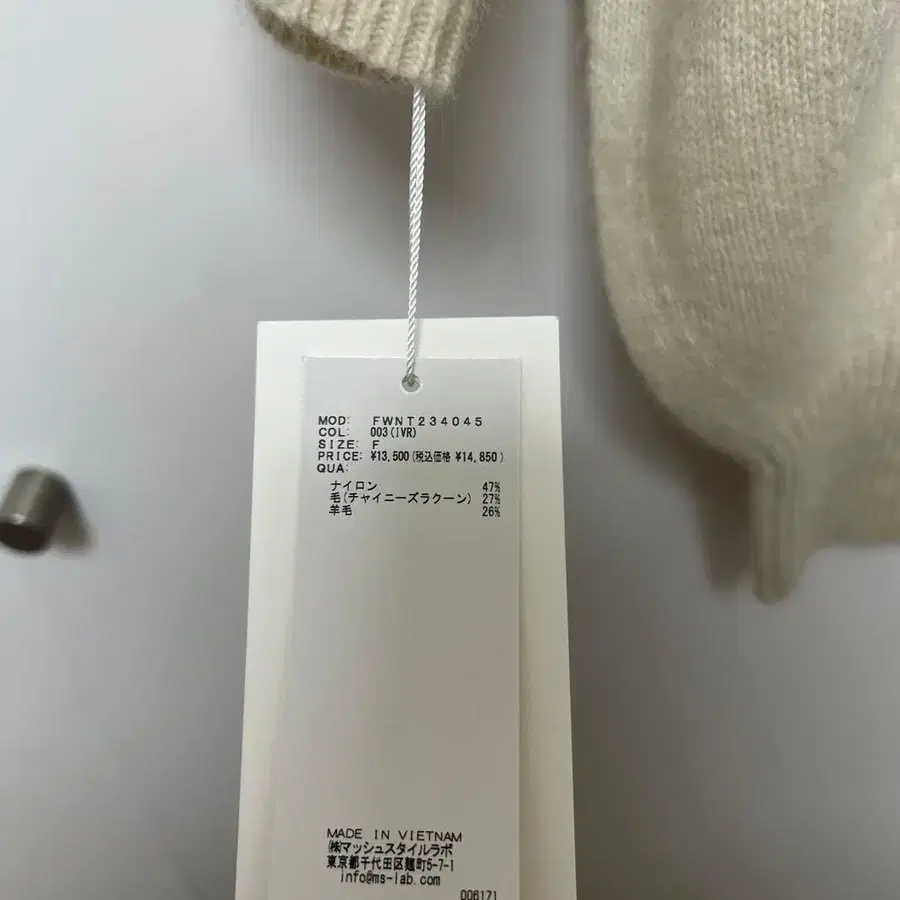 MOD: FWNT234045
COL: 003(IVR)
SIZE: F
PRICE: ¥13,500(税込価格 ¥14,850)
QUA:
ナイロン 47%
毛(チャイニーズラクーン) 27%
羊毛 26%
MADE IN VIETNAM
㈱マッシュスタイルラボ
東京都千代田区麹町5-7-1
info@ms-lab.com
006171